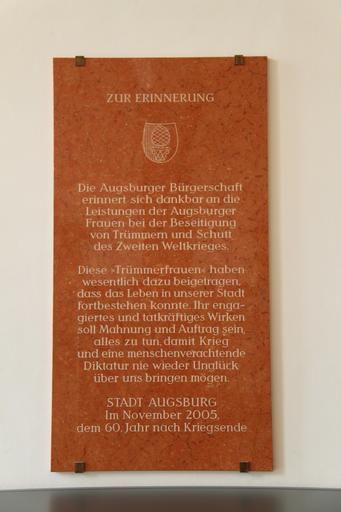 ZUR ERINNERUNG
Die Augsburger Bürgerschaft
erinnert sich dankbar an die
Leistungen der Augsburger
Frauen bei der Beseitigung
von Trümmern und Schutt
des Zweiten Weltkrieges.
Diese »Trümmerfrauen« haben
wesentlich dazu beigetragen,
dass das Leben in unserer Stadt
fortbestehen konnte. Ihr enga-
giertes und tatkräftiges Wirken
soll Mahnung und Auftrag sein,
alles zu tun, damit Krieg
und eine menschenverachtende
Diktatur nie wieder Unglück
über uns bringen mögen.
STADT AUGSBURG
Im November 2005,
dem 60. Jahr nach Kriegsende